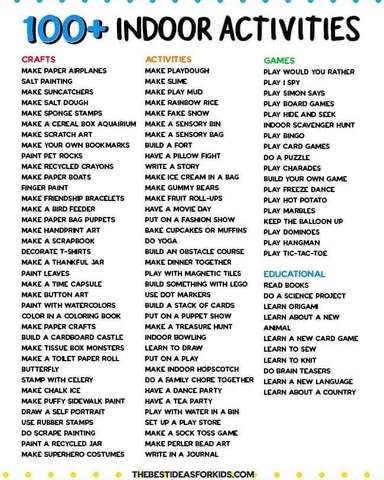 100+ INDOOR ACTIVITIES
CRAFTS
MAKE PAPER AIRPLANES
SALT PAINTING
MAKE SUNCATCHERS
MAKE SALT DOUGH
MAKE SPONGE STAMPS
MAKE A CEREAL BOX AQUAIRIUM
MAKE SCRATCH ART
MAKE YOUR OWN BOOKMARKS
PAINT PET ROCKS
MAKE RECYCLED CRAYONS
MAKE PAPER BOATS
FINGER PAINT
MAKE FRIENDSHIP BRACELETS
MAKE A BIRD FEEDER
MAKE PAPER BAG PUPPETS
MAKE HANDPRINT ART
MAKE A SCRAPBOOK
DECORATE T-SHIRTS
MAKE A THANKFUL JAR
PAINT LEAVES
MAKE A TIME CAPSULE
MAKE BUTTON ART
PAINT WITH WATERCOLORS
COLOR IN A COLORING BOOK
MAKE PAPER CRAFTS
BUILD A CARDBOARD CASTLE
MAKE TISSUE BOX MONSTERS
MAKE A TOILET PAPER ROLL
BUTTERFLY
STAMP WITH CELERY
MAKE CHALK ICE
MAKE PUFFY SIDEWALK PAINT
DRAW A SELF PORTRAIT
USE RUBBER STAMPS
DO SCRAPE PAINTING
PAINT A RECYCLED JAR
MAKE SUPERHERO COSTUMES
ACTIVITIES
MAKE PLAYDOUGH
MAKE SLIME
MAKE PLAY MUD
MAKE RAINBOW RICE
MAKE FAKE SNOW
MAKE A SENSORY BIN
MAKE A SENSORY BAG
BUILD A FORT
HAVE A PILLOW FIGHT
WRITE A STORY
MAKE ICE CREAM IN A BAG
MAKE GUMMY BEARS
MAKE FRUIT ROLL-UPS
HAVE A MOVIE DAY
PUT ON A FASHION SHOW
BAKE CUPCAKES OR MUFFINS
DO YOGA
BUILD AN OBSTACLE COURSE
MAKE DINNER TOGETHER
PLAY WITH MAGNETIC TILES
BUILD SOMETHING WITH LEGO
USE DOT MARKERS
BUILD A STACK OF CARDS
PUT ON A PUPPET SHOW
MAKE A TREASURE HUNT
INDOOR BOWLING
LEARN TO DRAW
PUT ON A PLAY
MAKE INDOOR HOPSCOTCH
DO A FAMILY CHORE TOGETHER
HAVE A DANCE PARTY
HAVE A TEA PARTY
PLAY WITH WATER IN A BIN
SET UP A PLAY STORE
MAKE A SOCK TOSS GAME
MAKE PERLER BEAD ART
WRITE IN A JOURNAL
GAMES
PLAY WOULD YOU RATHER
PLAY I SPY
PLAY SIMON SAYS
PLAY BOARD GAMES
PLAY HIDE AND SEEK
INDOOR SCAVENGER HUNT
PLAY BINGO
PLAY CARD GAMES
DO A PUZZLE
PLAY CHARADES
BUILD YOUR OWN GAME
PLAY FREEZE DANCE
PLAY HOT POTATO
PLAY MARBLES
KEEP THE BALLOON UP
PLAY DOMINOES
PLAY HANGMAN
PLAY TIC-TAC-TOE
EDUCATIONAL
READ BOOKS
DO A SCIENCE PROJECT
LEARN ORIGAMI
LEARN ABOUT A NEW
ANIMAL
LEARN A NEW CARD GAME
LEARN TO SEW
LEARN TO KNIT
DO BRAIN TEASERS
LEARN A NEW LANGUAGE
LEARN ABOUT A COUNTRY
THEBESTIDEASFORKIDS.COM